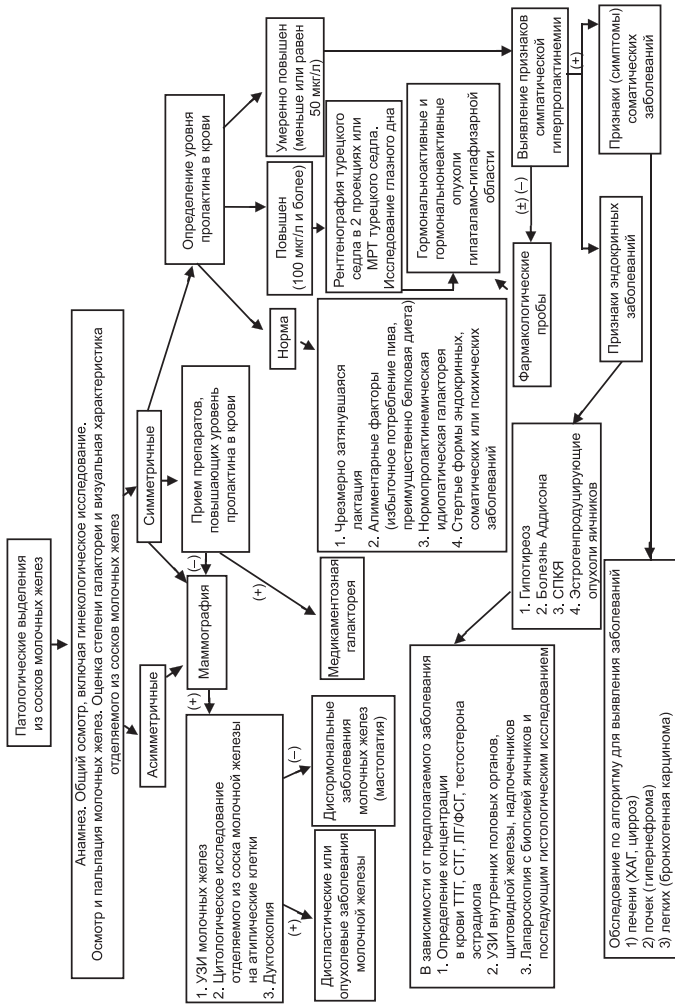 Патологические выделения
из сосков молочных желез
Анамнез. Общий осмотр, включая гинекологическое исследование.
Осмотр и пальпация молочных желез. Оценка степени галактореи и визуальная характеристика
отделяемого из сосков молочных желез
Асимметричные
Симметричные
Определение уровня
пролактина в крови
Маммография
(–)
Прием препаратов,
повышающих уровень
пролактина в крови
Норма
Повышен
(100 мкг/л и более)
Умеренно повышен
(меньше или равен
50 мкг/л)
(+)
(+)
1. УЗИ молочных желез
2. Цитологическое исследование
отделяемого из соска молочной железы
на атипические клетки
3. Дуктоскопия
Медикаментозная
галакторея
1. Чрезмерно затянувшаяся
лактация
2. Алиментарные факторы
(избыточное потребление пива,
преимущественно белковая диета)
3. Нормопролактинемическая
идиопатическая галакторея
4. Стертые формы эндокринных,
соматических или психических
заболеваний
Рентгенография турецкого
седла в 2 проекциях или
МРТ турецкого седла.
Исследование глазного дна
Гормональноактивные и
гормональнонеактивные
опухоли
гипаталамо-гипафизарной
области
(+)
(–)
Диспластические или
опухолевые заболевания
молочной железы
Дисгормональные
заболевания
молочных желез
(мастопатия)
Фармакологические
пробы
(±) (–)
Выявление признаков
симпатической
гиперпролактинемии
(+)
В зависимости от предполагаемого заболевания
1. Определение концентрации
в крови ТТГ, СТГ, ЛГ/ФСГ, тестостерона
эстрадиола
2. УЗИ внутренних половых органов,
щитовидной железы, надпочечников
3. Лапароскопия с биопсией яичников и
последующим гистологическим исследованием
1. Гипотиреоз
2. Болезнь Аддисона
3. СПКЯ
4. Эстрогенпродуцирующие
опухоли яичников
Признаки эндокринных
заболеваний
Признаки (симптомы)
соматических
заболеваний
Обследование по алгоритму для выявления заболеваний
1) печени (ХАГ, цирроз)
2) почек (гипернефрома)
3) легких (бронхогенная карцинома)